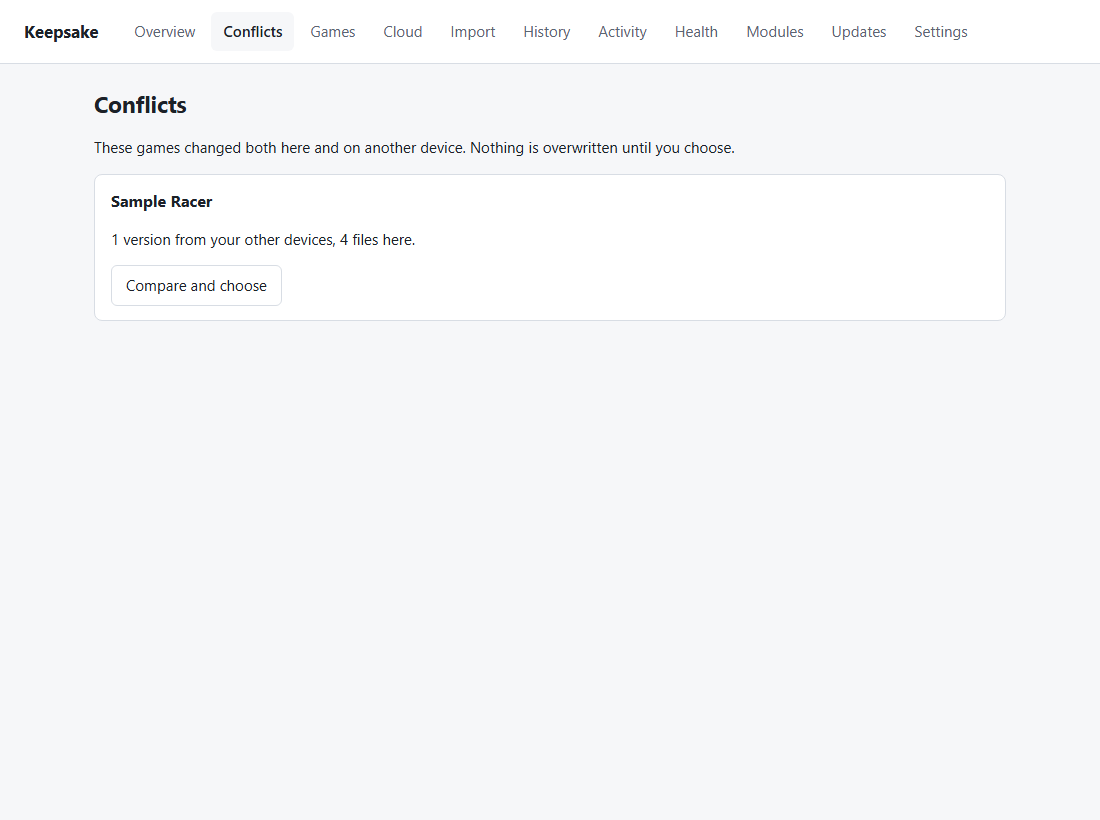 Keepsake Overview Conflicts Games Cloud Import History Activity Health Modules Updates Settings
Conflicts
These games changed both here and on another device. Nothing is overwritten until you choose.
Sample Racer
1 version from your other devices, 4 files here.
Compare and choose